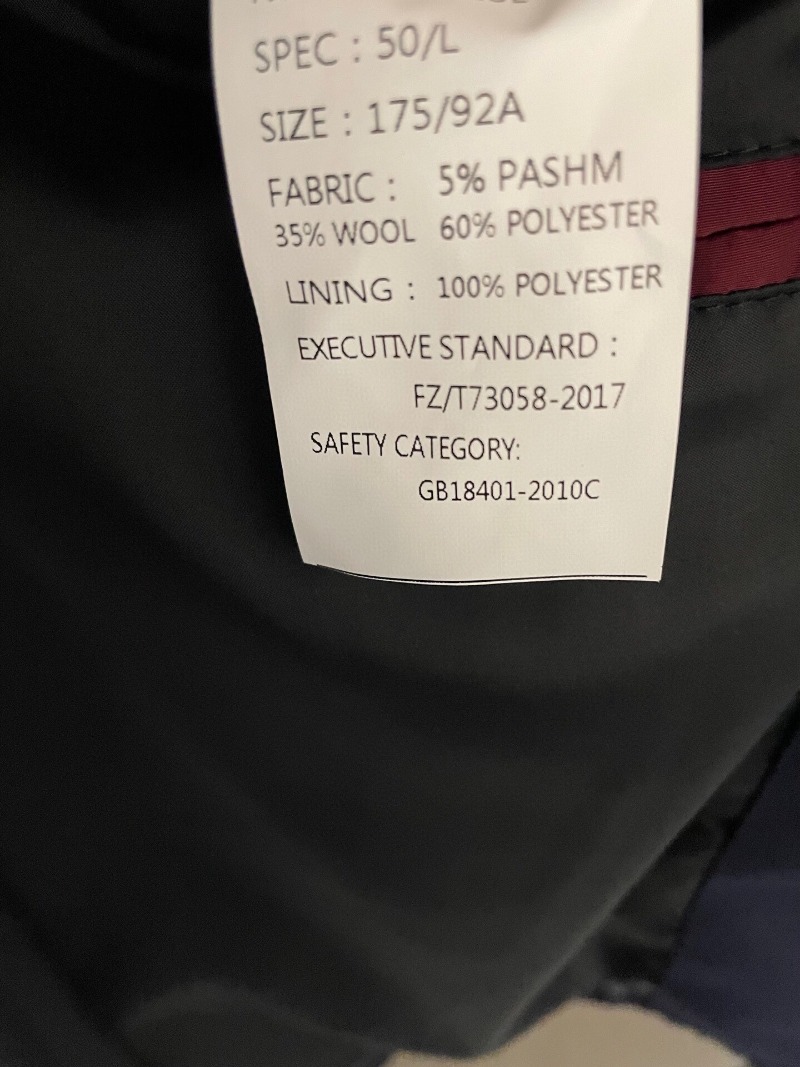 SPEC : 50/L
SIZE : 175/92A
FABRIC : 5% PASHM
35% WOOL 60% POLYESTER
LINING : 100% POLYESTER
EXECUTIVE STANDARD :
FZ/T73058-2017
SAFETY CATEGORY:
GB18401-2010C